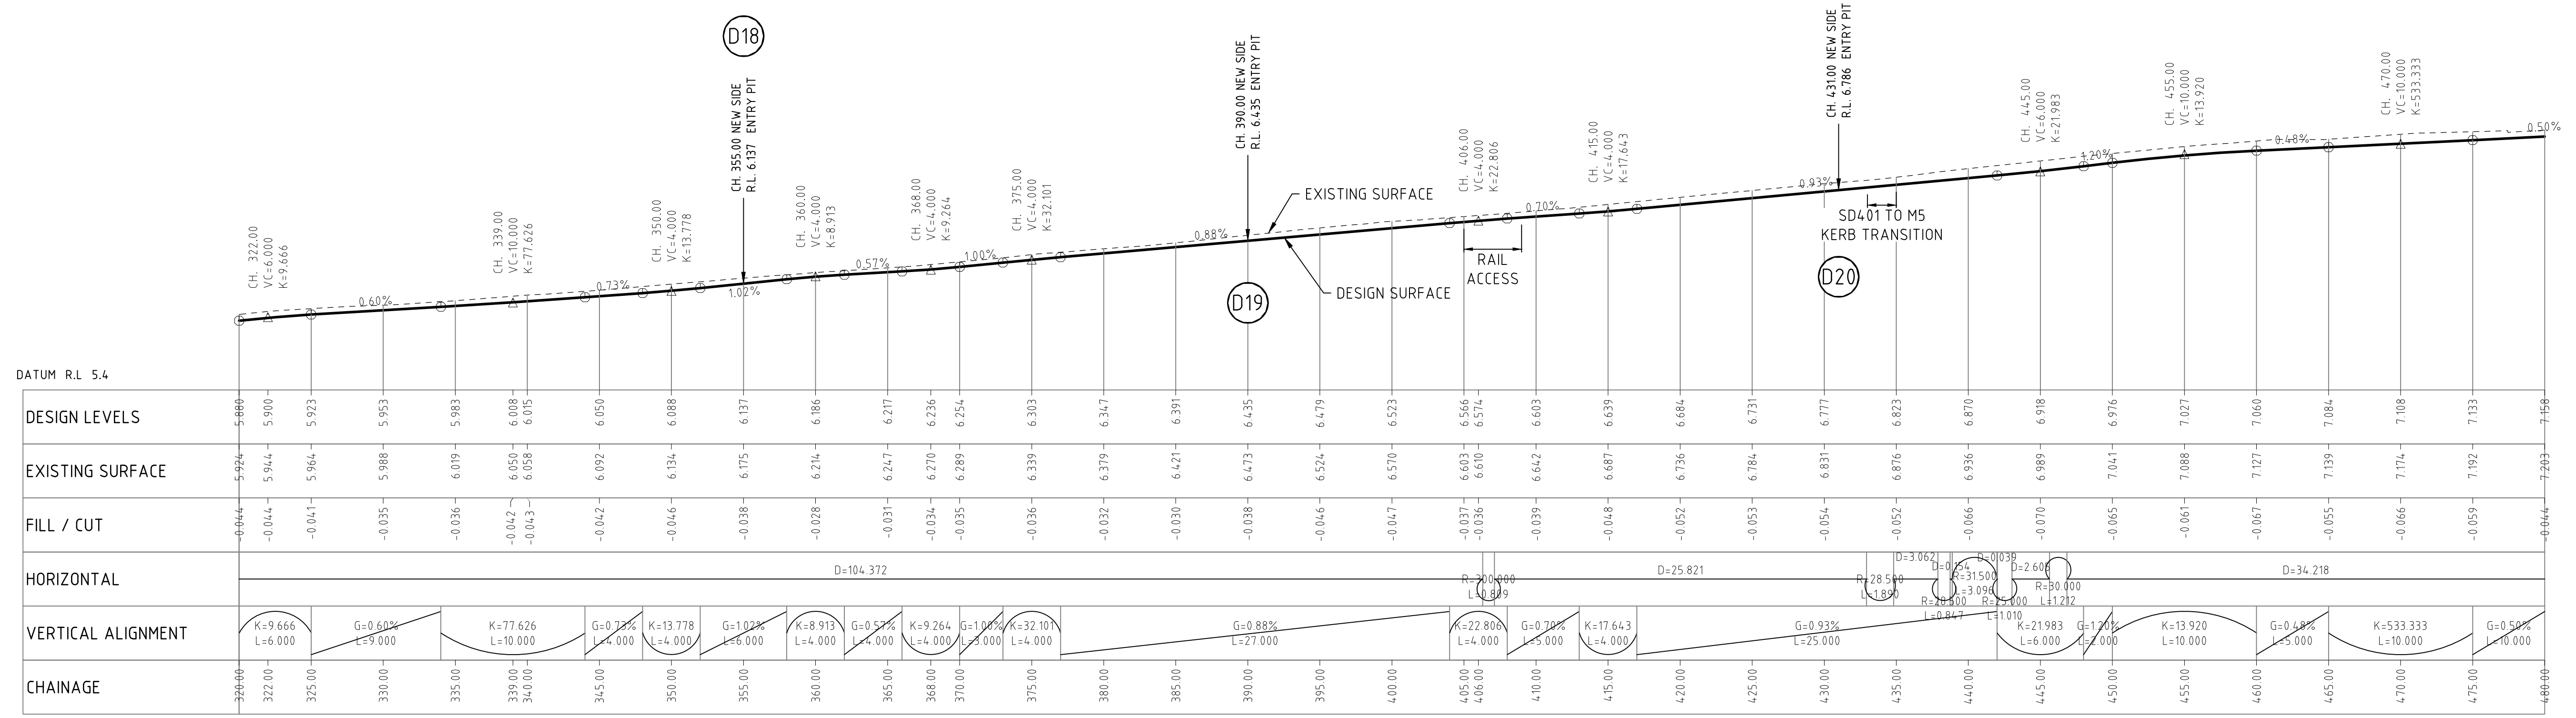 D18
CH. 355.00 NEW SIDE
R.L. 6.137 ENTRY PIT
CH. 390.00 NEW SIDE
R.L. 6.435 ENTRY PIT
CH. 431.00 NEW SIDE
R.L. 6.786 ENTRY PIT
CH. 322.00
VC=6.000
K=9.666
CH. 339.00
VC=10.000
K=77.626
CH. 350.00
VC=4.000
K=13.778
CH. 360.00
VC=4.000
K=8.913
CH. 368.00
VC=4.000
K=9.264
CH. 375.00
VC=4.000
K=32.101
CH. 406.00
VC=4.000
K=22.806
CH. 415.00
VC=4.000
K=17.643
CH. 445.00
VC=6.000
K=21.983
CH. 455.00
VC=10.000
K=13.920
CH. 470.00
VC=10.000
K=533.333
0.60%
0.73%
1.02%
0.57%
1.00%
0.88%
0.70%
0.93%
1.20%
0.48%
0.50%
EXISTING SURFACE
DESIGN SURFACE
RAIL
ACCESS
SD401 TO M5
KERB TRANSITION
D19
D20
DATUM R.L 5.4
DESIGN LEVELS 5.880 5.900 5.923 5.953 5.983 6.008 6.015 6.050 6.088 6.137 6.186 6.217 6.236 6.254 6.303 6.347 6.391 6.435 6.479 6.523 6.566 6.574 6.603 6.639 6.684 6.731 6.777 6.823 6.870 6.918 6.976 7.027 7.060 7.084 7.108 7.133 7.158
EXISTING SURFACE 5.924 5.944 5.964 5.988 6.019 6.050 6.058 6.092 6.134 6.175 6.214 6.247 6.270 6.289 6.339 6.379 6.421 6.473 6.524 6.570 6.603 6.610 6.642 6.687 6.736 6.784 6.831 6.876 6.936 6.989 7.041 7.088 7.127 7.139 7.174 7.192 7.203
FILL / CUT -0.044 -0.044 -0.041 -0.035 -0.036 -0.042 -0.043 -0.042 -0.046 -0.038 -0.028 -0.031 -0.034 -0.035 -0.036 -0.032 -0.030 -0.038 -0.046 -0.047 -0.037 -0.036 -0.039 -0.048 -0.052 -0.053 -0.054 -0.052 -0.066 -0.070 -0.065 -0.061 -0.067 -0.055 -0.066 -0.059 -0.044
HORIZONTAL
D=104.372
R=300.000
L=0.809
D=25.821
R=28.500
L=1.890
D=3.062
L=0.847
D=0.154
R=31.500
L=3.096
D=0.039
R=25.000
L=1.010
R=30.000
L=1.212
D=34.218
VERTICAL ALIGNMENT
K=9.666
L=6.000
G=0.60%
L=9.000
K=77.626
L=10.000
G=0.73%
L=4.000
K=13.778
L=4.000
G=1.02%
L=6.000
K=8.913
L=4.000
G=0.57%
L=4.000
K=9.264
L=4.000
G=1.00%
L=3.000
K=32.101
L=4.000
G=0.88%
L=27.000
K=22.806
L=4.000
G=0.70%
L=5.000
K=17.643
L=4.000
G=0.93%
L=25.000
K=21.983
L=6.000
G=1.20%
L=2.000
K=13.920
L=10.000
G=0.48%
L=5.000
K=533.333
L=10.000
G=0.50%
L=10.000
CHAINAGE 320.00 322.00 325.00 330.00 335.00 339.00 340.00 345.00 350.00 355.00 360.00 365.00 368.00 370.00 375.00 380.00 385.00 390.00 395.00 400.00 405.00 406.00 410.00 415.00 420.00 425.00 430.00 435.00 440.00 445.00 450.00 455.00 460.00 465.00 470.00 475.00 480.00